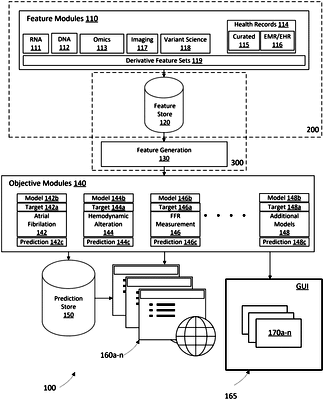 Feature Modules 110
Health Records 114
RNA 111
DNA 112
Omics 113
Imaging 117
Variant Science 118
Curated 115
EMR/EHR 116
Derivative Feature Sets 119
Feature Store 120
200
Feature Generation 130
300
Objective Modules 140
Model 142b
Target 142a
Atrial Fibrilation 142
Prediction 142c
Model 144b
Target 144a
Hemodynamic Alteration 144
Prediction 144c
Model 146b
Target 146a
FFR Measurement 146
Prediction 146c
Model 148b
Target 148a
Additional Models 148
Prediction 148c
Prediction Store 150
160a-n
GUI
170a-n
100
165